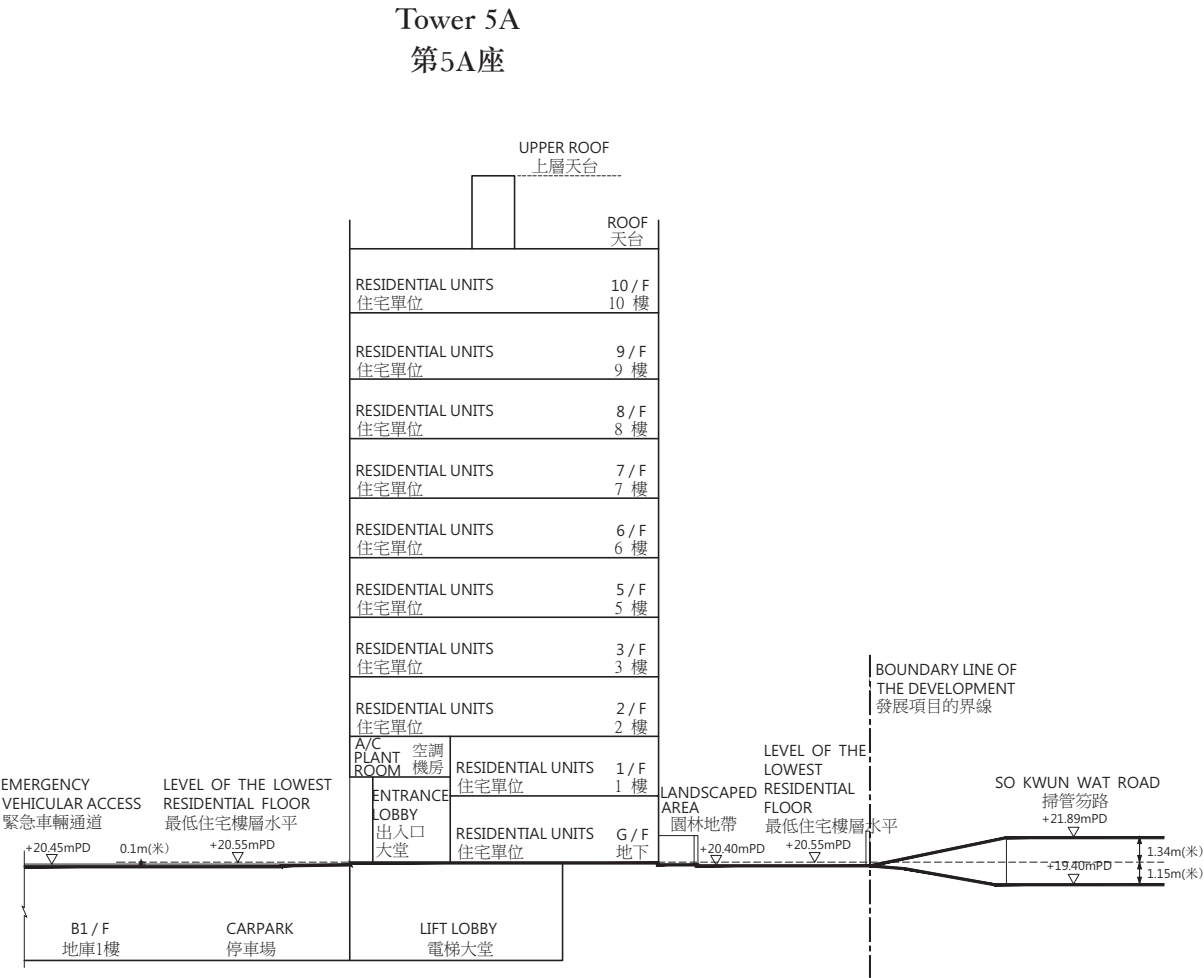 Tower 5A
第5A座
UPPER ROOF
上層天台
ROOF
天台
RESIDENTIAL UNITS 10 / F
住宅單位 10 樓
RESIDENTIAL UNITS 9 / F
住宅單位 9 樓
RESIDENTIAL UNITS 8 / F
住宅單位 8 樓
RESIDENTIAL UNITS 7 / F
住宅單位 7 樓
RESIDENTIAL UNITS 6 / F
住宅單位 6 樓
RESIDENTIAL UNITS 5 / F
住宅單位 5 樓
RESIDENTIAL UNITS 3 / F
住宅單位 3 樓
RESIDENTIAL UNITS 2 / F
住宅單位 2 樓
A/C
PLANT
ROOM
空調
機房
RESIDENTIAL UNITS 1 / F
住宅單位 1 樓
ENTRANCE
LOBBY
出入口
大堂
RESIDENTIAL UNITS G / F
住宅單位 地下
EMERGENCY
VEHICULAR ACCESS
緊急車輛通道
+20.45mPD
0.1m(米)
LEVEL OF THE LOWEST
RESIDENTIAL FLOOR
最低住宅樓層水平
+20.55mPD
LANDSCAPED
AREA
園林地帶
+20.40mPD
LEVEL OF THE
LOWEST
RESIDENTIAL
FLOOR
最低住宅樓層水平
+20.55mPD
BOUNDARY LINE OF
THE DEVELOPMENT
發展項目的界線
SO KWUN WAT ROAD
掃管笏路
+21.89mPD
1.34m(米)
+19.40mPD
1.15m(米)
B1 / F
地庫1樓
CARPARK
停車場
LIFT LOBBY
電梯大堂